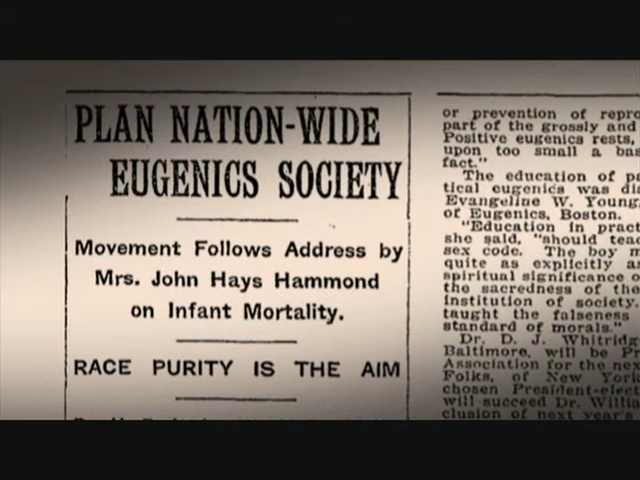 PLAN NATION-WIDE
EUGENICS SOCIETY
Movement Follows Address by
Mrs. John Hays Hammond
on Infant Mortality.
RACE PURITY IS THE AIM
or prevention of repro
part of the grossly and
Positive eugenics rests,
upon too small a bas
fact."
The education of pa
tical eugenics was di
Evangeline W. Young,
of Eugenics, Boston.
"Education in pract
she said, "should teac
sex code. The boy m
quite as explicitly as
spiritual significance o
the sacredness of the
institution of society.
taught the falseness
standard of morals."
Dr. D. J. Whitridg
Baltimore, will be Pr
Association for the nex
Folks, of New York
chosen President-elect
will succeed Dr. Willia
clusion of next year's